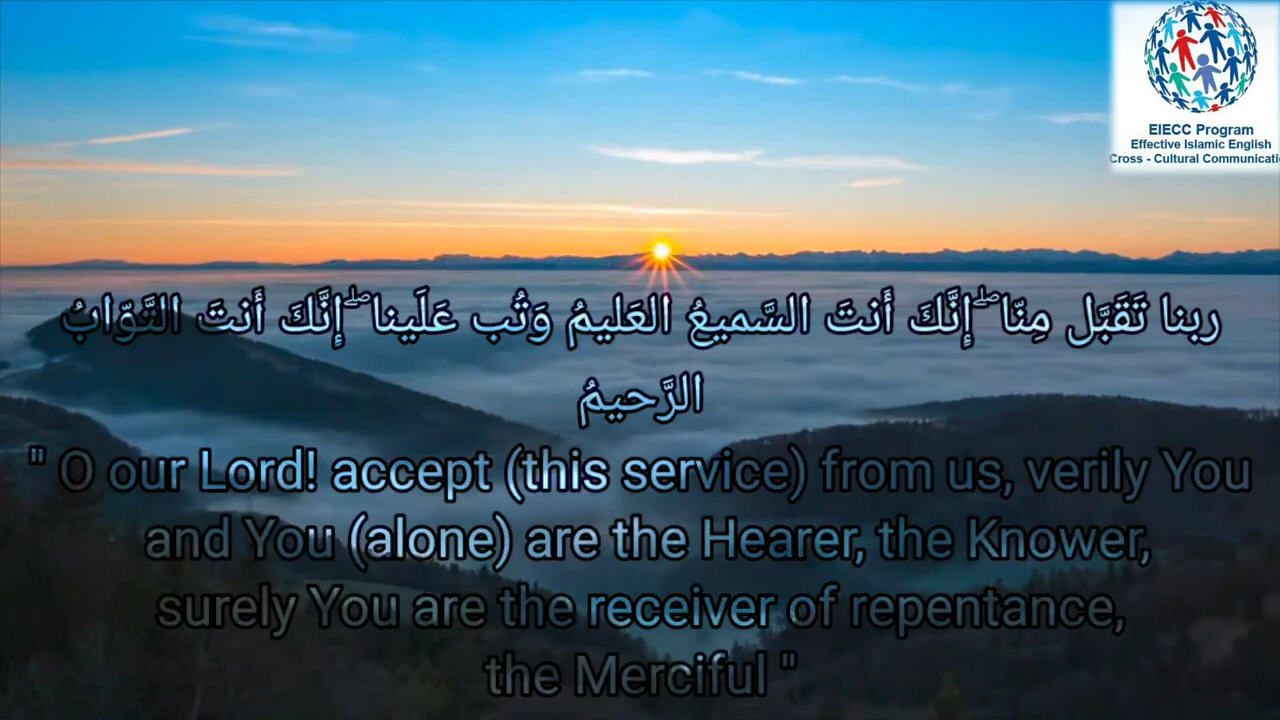 EIECC Program
Effective Islamic English
Cross - Cultural Communicati
ربنا تَقَبَّل مِنّا ۖ إِنَّكَ أَنتَ السَّميعُ العَليمُ وَتُب عَلَينا ۖ إِنَّكَ أَنتَ التَّوّابُ
الرَّحيمُ
" O our Lord! accept (this service) from us, verily You
and You (alone) are the Hearer, the Knower,
surely You are the receiver of repentance,
the Merciful "